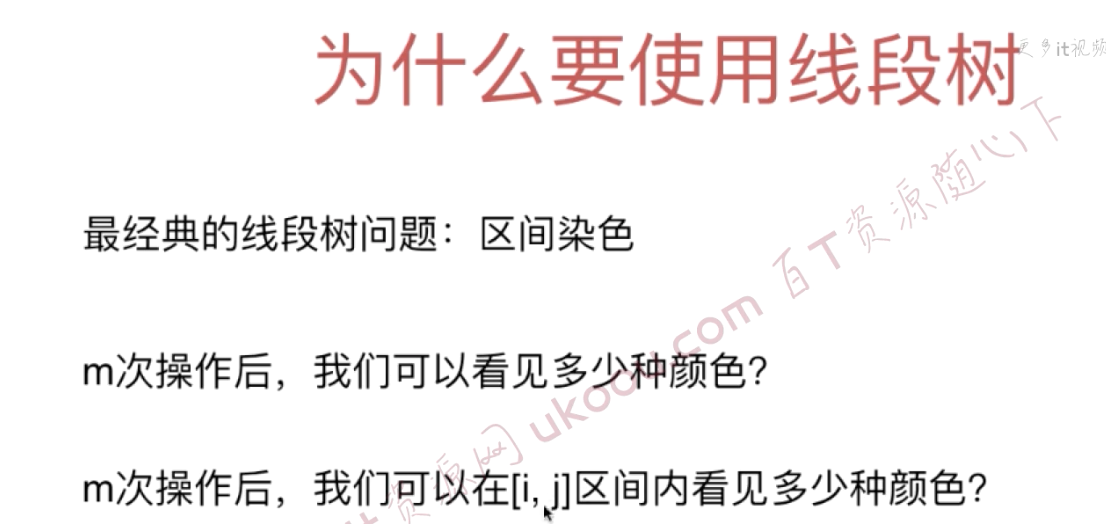 为什么要使用线段树
更多it视频
最经典的线段树问题：区间染色
m次操作后，我们可以看见多少种颜色？
m次操作后，我们可以在[i, j]区间内看见多少种颜色？
资源网 ukoou.com 百T资源随心下